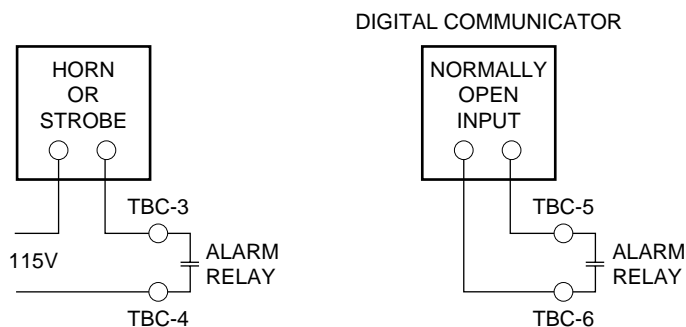 DIGITAL COMMUNICATOR
HORN
OR
STROBE
NORMALLY
OPEN
INPUT
TBC-3
115V
ALARM
RELAY
TBC-4
TBC-5
ALARM
RELAY
TBC-6